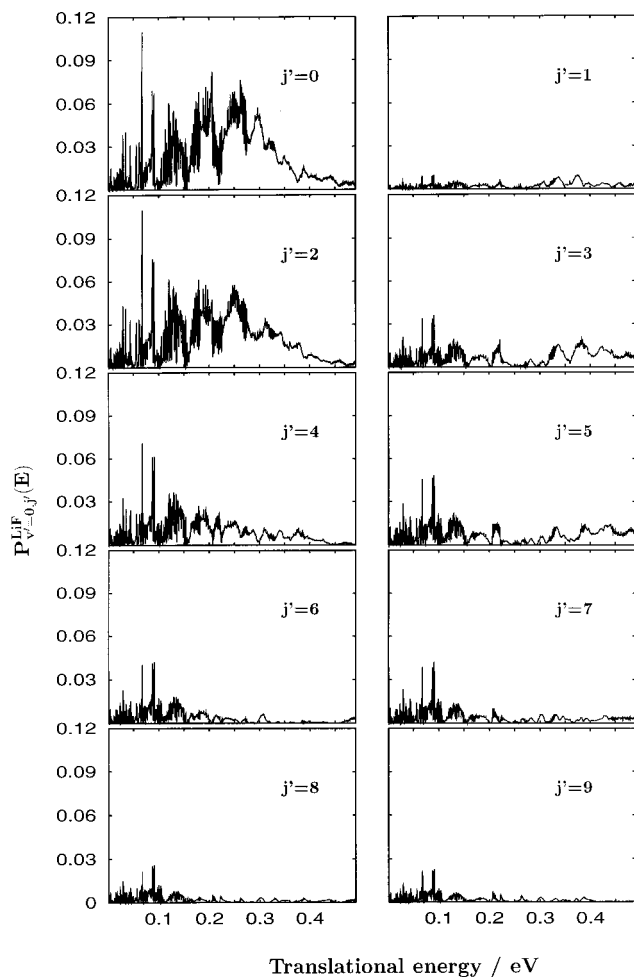 0.12
0.09
0.06
0.03
0.12
0.09
0.06
0.03
0.12
0.09
0.06
0.03
0.12
0.09
0.06
0.03
0.12
0.09
0.06
0.03
0
j'=0
j'=1
j'=2
j'=3
j'=4
j'=5
j'=6
j'=7
j'=8
j'=9
P^{LiF}_{v'=0,j'}(E)
0.1 0.2 0.3 0.4 0.1 0.2 0.3 0.4
Translational energy / eV